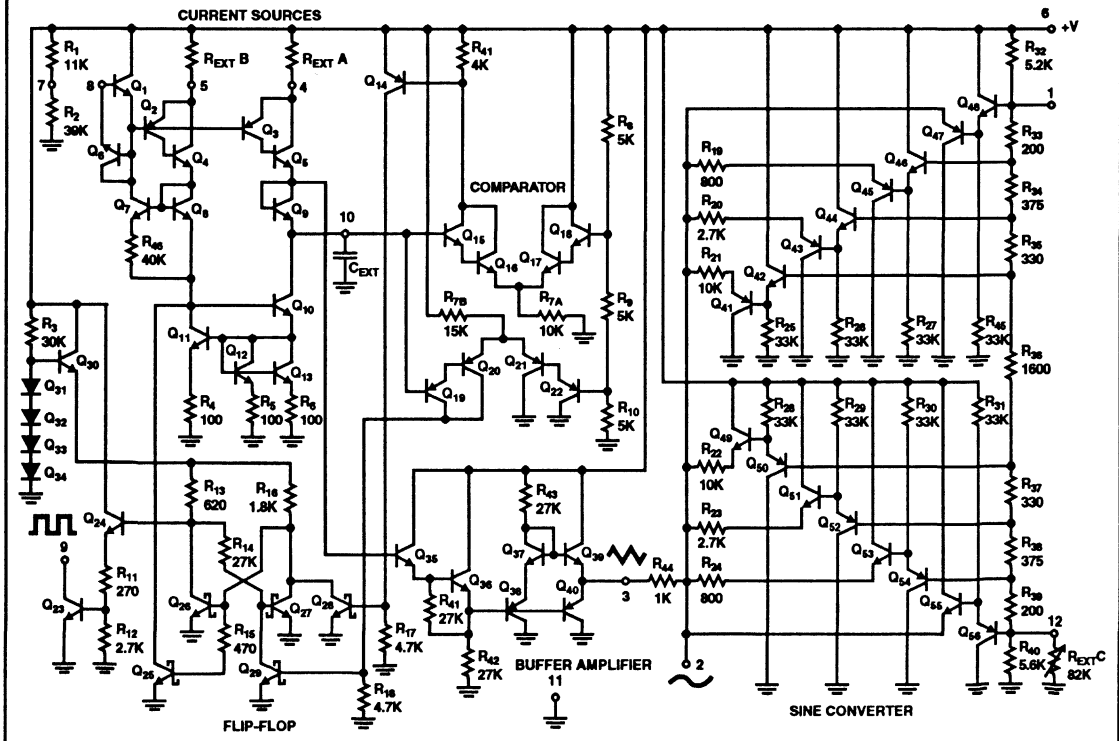 CURRENT SOURCES
6
+V
R1
11K
REXT B
REXT A
R41
4K
R32
5.2K
7
8
Q1
5
4
Q14
1
R2
39K
Q2
Q3
R8
5K
Q48
Q47
R33
200
Q6
Q4
Q5
R19
800
Q46
COMPARATOR
Q45
R34
375
Q7
Q8
Q9
10
R20
2.7K
Q44
Q15
Q18
Q43
R35
330
R46
40K
CEXT
Q16
Q17
R21
10K
Q42
R7B
15K
R7A
10K
R9
5K
Q41
R3
30K
Q10
R25
33K
R26
33K
R27
33K
R45
33K
Q30
Q11
Q12
Q13
R36
1600
Q31
Q20
Q21
Q19
Q22
Q32
R4
100
R5
100
R6
100
R10
5K
R28
33K
R29
33K
R30
33K
R31
33K
Q33
Q49
Q34
R22
10K
Q50
R13
620
R16
1.8K
R43
27K
R37
330
Q24
Q51
R23
2.7K
Q52
9
R14
27K
Q35
Q37
Q39
Q53
R38
375
R11
270
Q36
R44
1K
R24
800
Q54
Q23
Q26
Q27
Q28
R41
27K
Q38
Q40
3
Q55
R39
200
R12
2.7K
R15
470
R17
4.7K
Q56
12
Q25
Q29
R42
27K
BUFFER AMPLIFIER
2
R40
5.6K
REXTC
82K
R18
4.7K
11
FLIP-FLOP
SINE CONVERTER